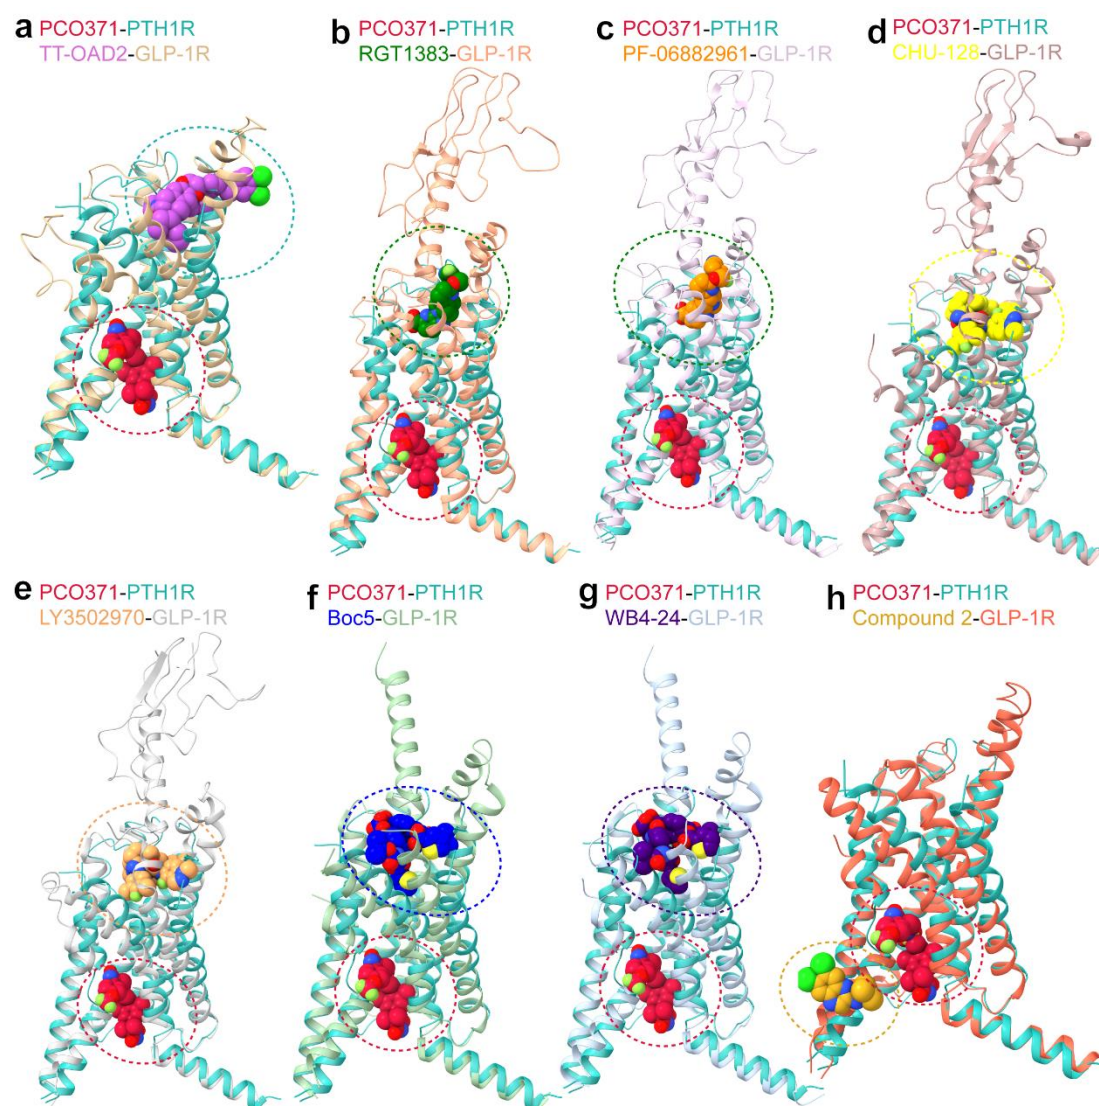 a PCO371-PTH1R
TT-OAD2-GLP-1R
b PCO371-PTH1R
RGT1383-GLP-1R
c PCO371-PTH1R
PF-06882961-GLP-1R
d PCO371-PTH1R
CHU-128-GLP-1R
e PCO371-PTH1R
LY3502970-GLP-1R
f PCO371-PTH1R
Boc5-GLP-1R
g PCO371-PTH1R
WB4-24-GLP-1R
h PCO371-PTH1R
Compound 2-GLP-1R